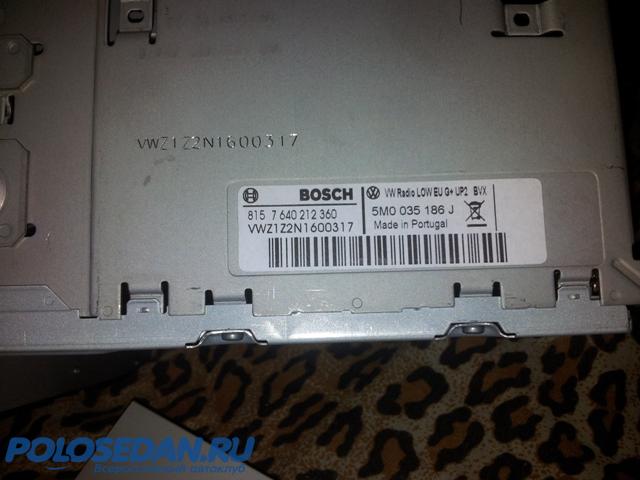 VWZ1Z2N1600317
BOSCH
VW Radio LOW EU G+ UP2 BVX
815 7 640 212 360
5M0 035 186 J
VWZ1Z2N1600317
Made in Portugal
POLOSEDAN.RU
Всероссийский автоклуб